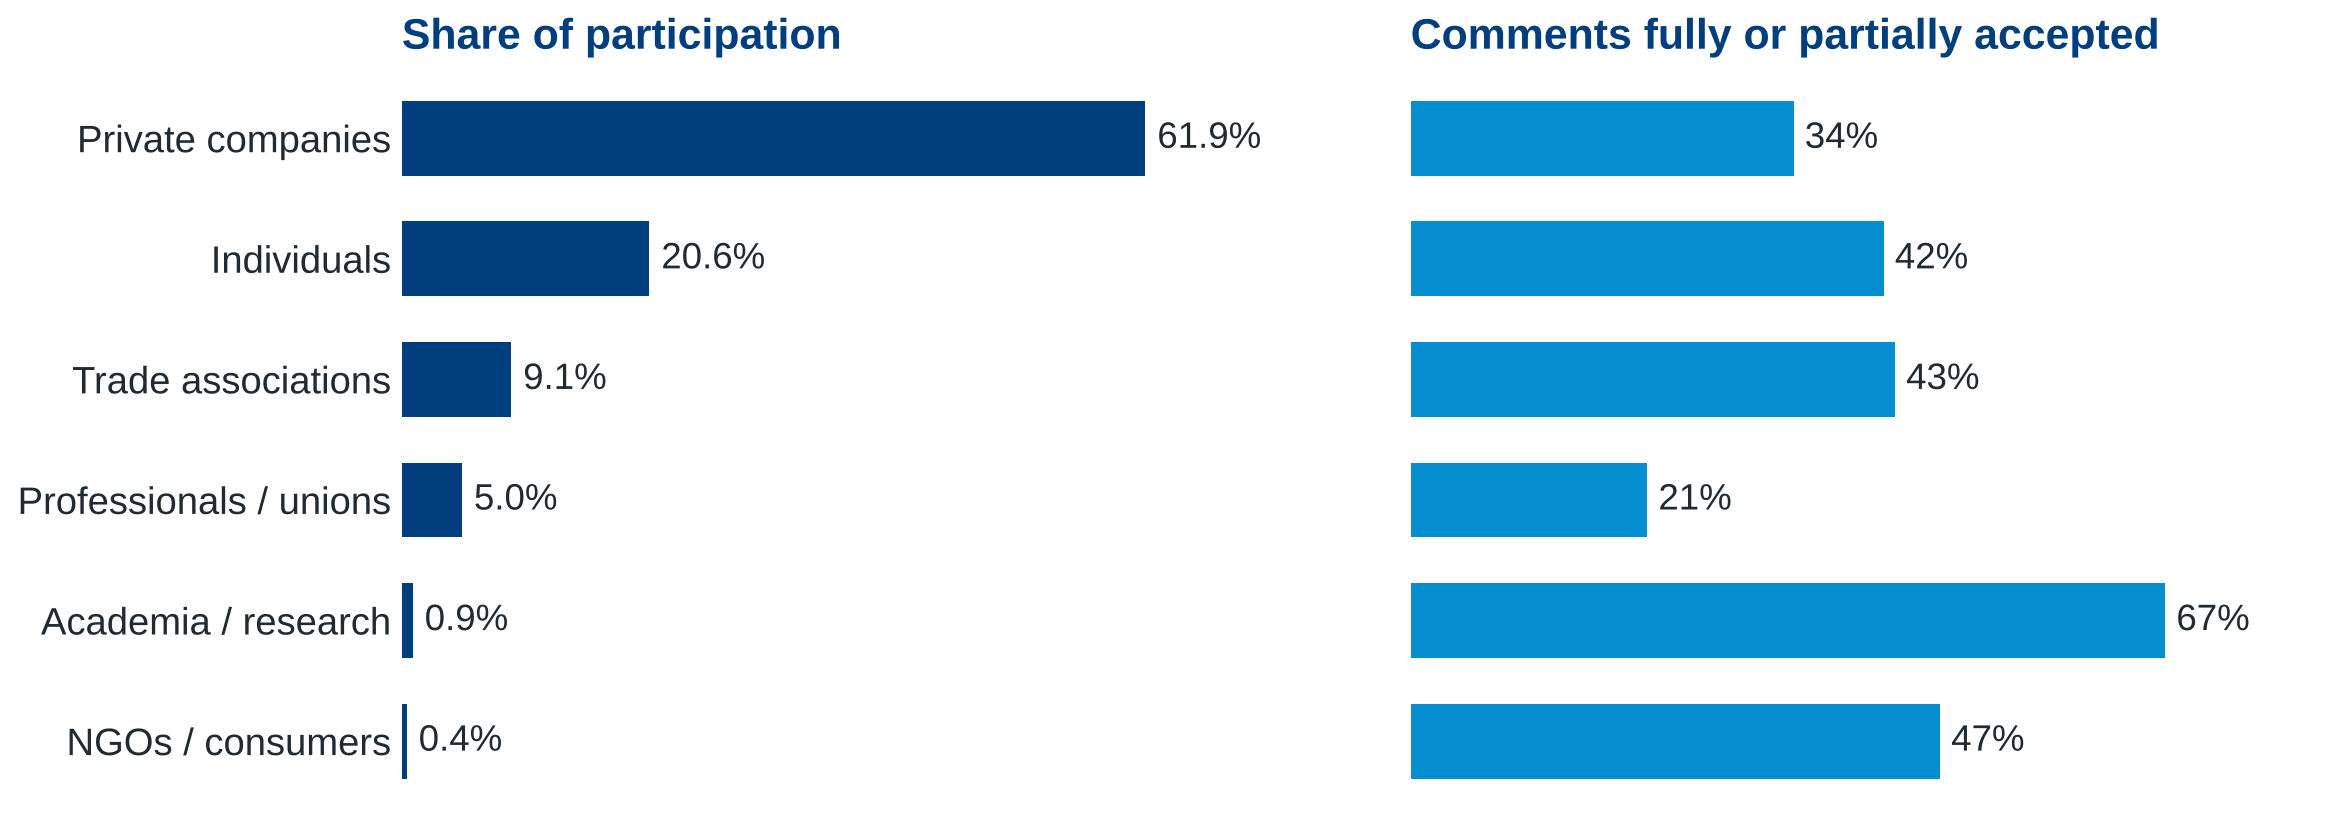 Share of participation
Comments fully or partially accepted
Private companies 61.9% 34%
Individuals 20.6% 42%
Trade associations 9.1% 43%
Professionals / unions 5.0% 21%
Academia / research 0.9% 67%
NGOs / consumers 0.4% 47%